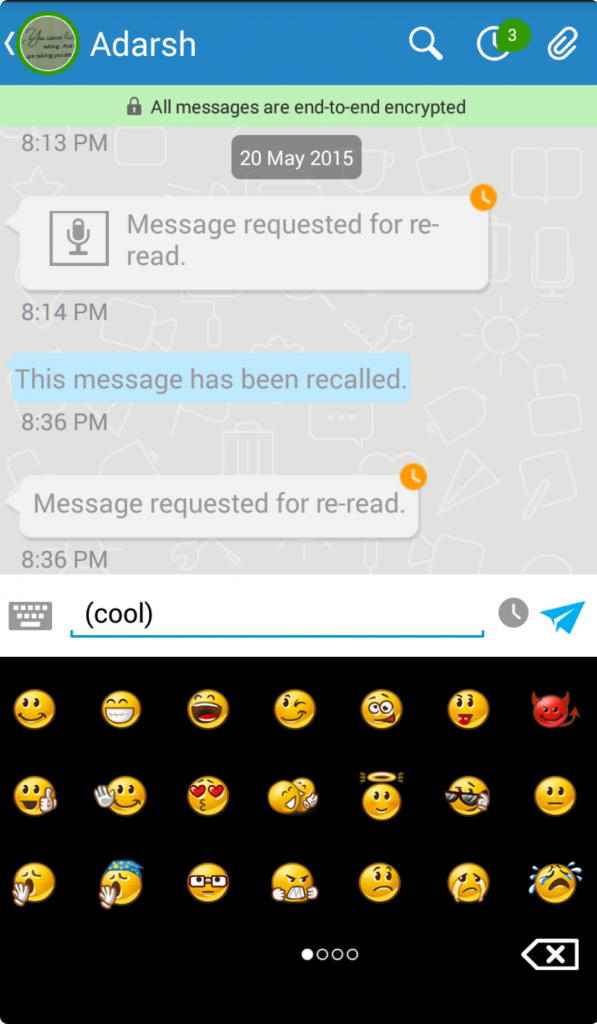 Adarsh
3
All messages are end-to-end encrypted
8:13 PM
20 May 2015
Message requested for re-
read.
8:14 PM
This message has been recalled.
8:36 PM
Message requested for re-read.
8:36 PM
(cool)